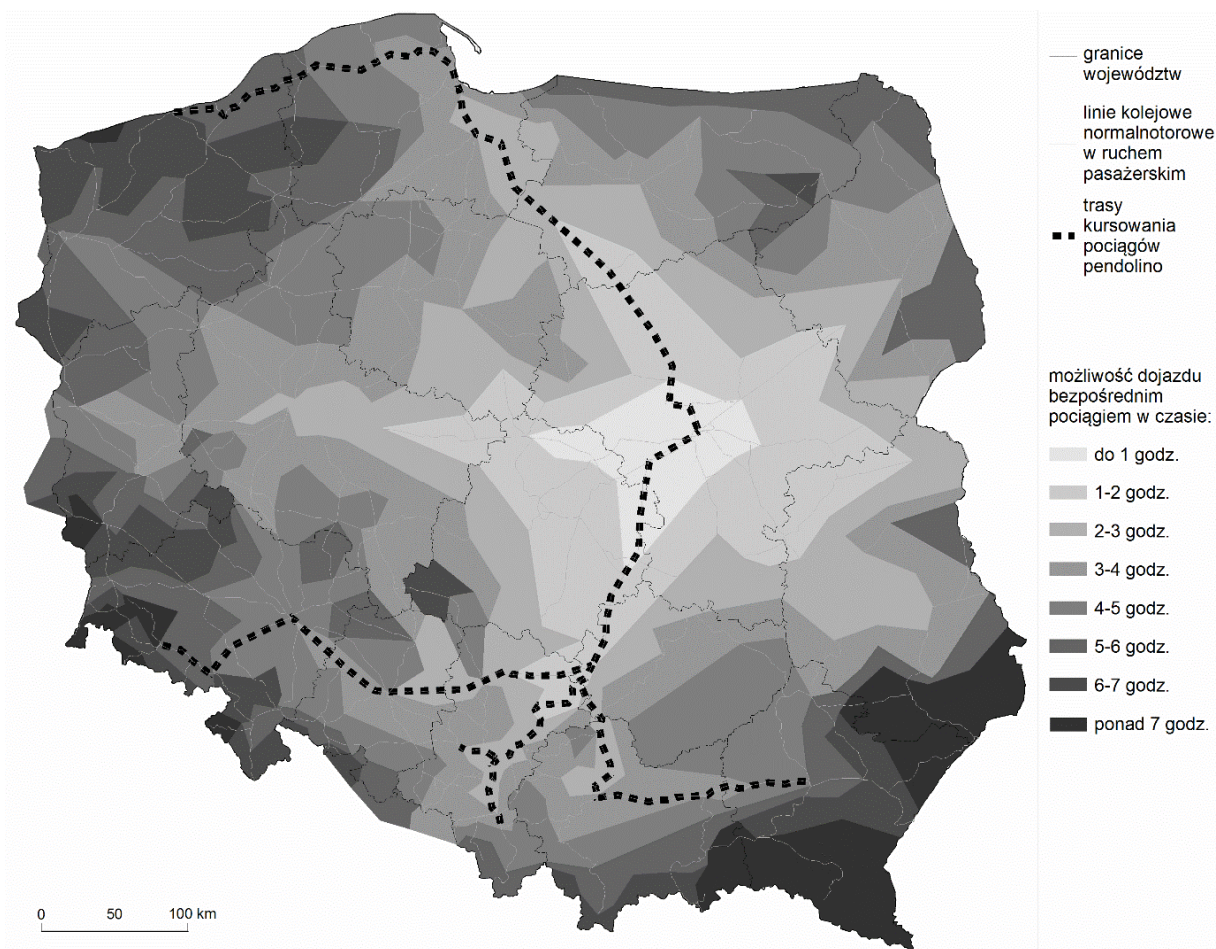 granice
województw
linie kolejowe
normalnotorowe
w ruchem
pasażerskim
trasy
kursowania
pociągów
pendolino
możliwość dojazdu
bezpośrednim
pociągiem w czasie:
do 1 godz.
1-2 godz.
2-3 godz.
3-4 godz.
4-5 godz.
5-6 godz.
6-7 godz.
ponad 7 godz.
0 50 100 km